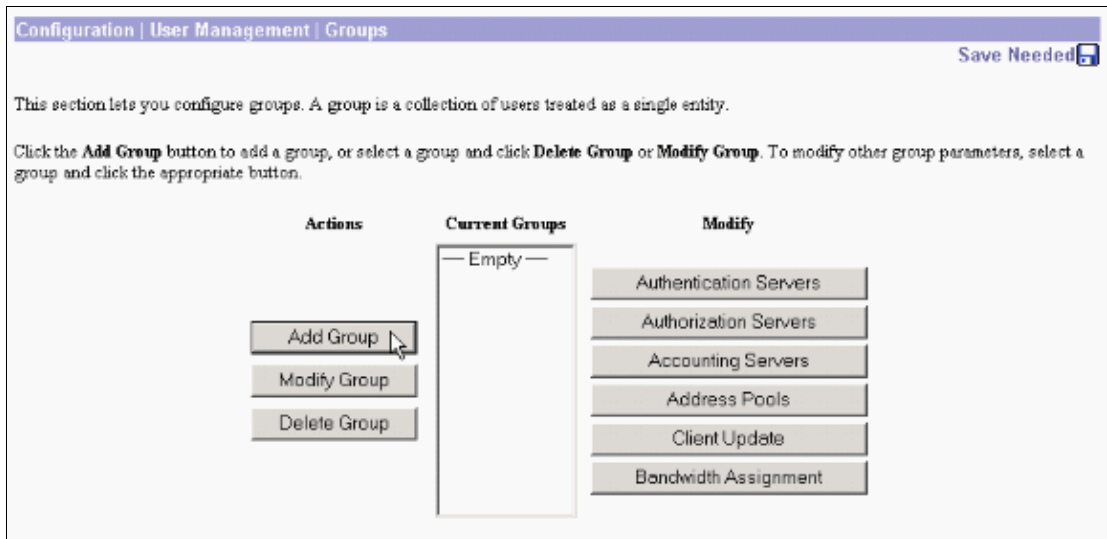 Configuration | User Management | Groups
Save Needed
This section lets you configure groups. A group is a collection of users treated as a single entity.
Click the Add Group button to add a group, or select a group and click Delete Group or Modify Group. To modify other group parameters, select a
group and click the appropriate button.
Actions Current Groups Modify
— Empty —
Authentication Servers
Authorization Servers
Add Group
Accounting Servers
Modify Group
Address Pools
Delete Group
Client Update
Bandwidth Assignment